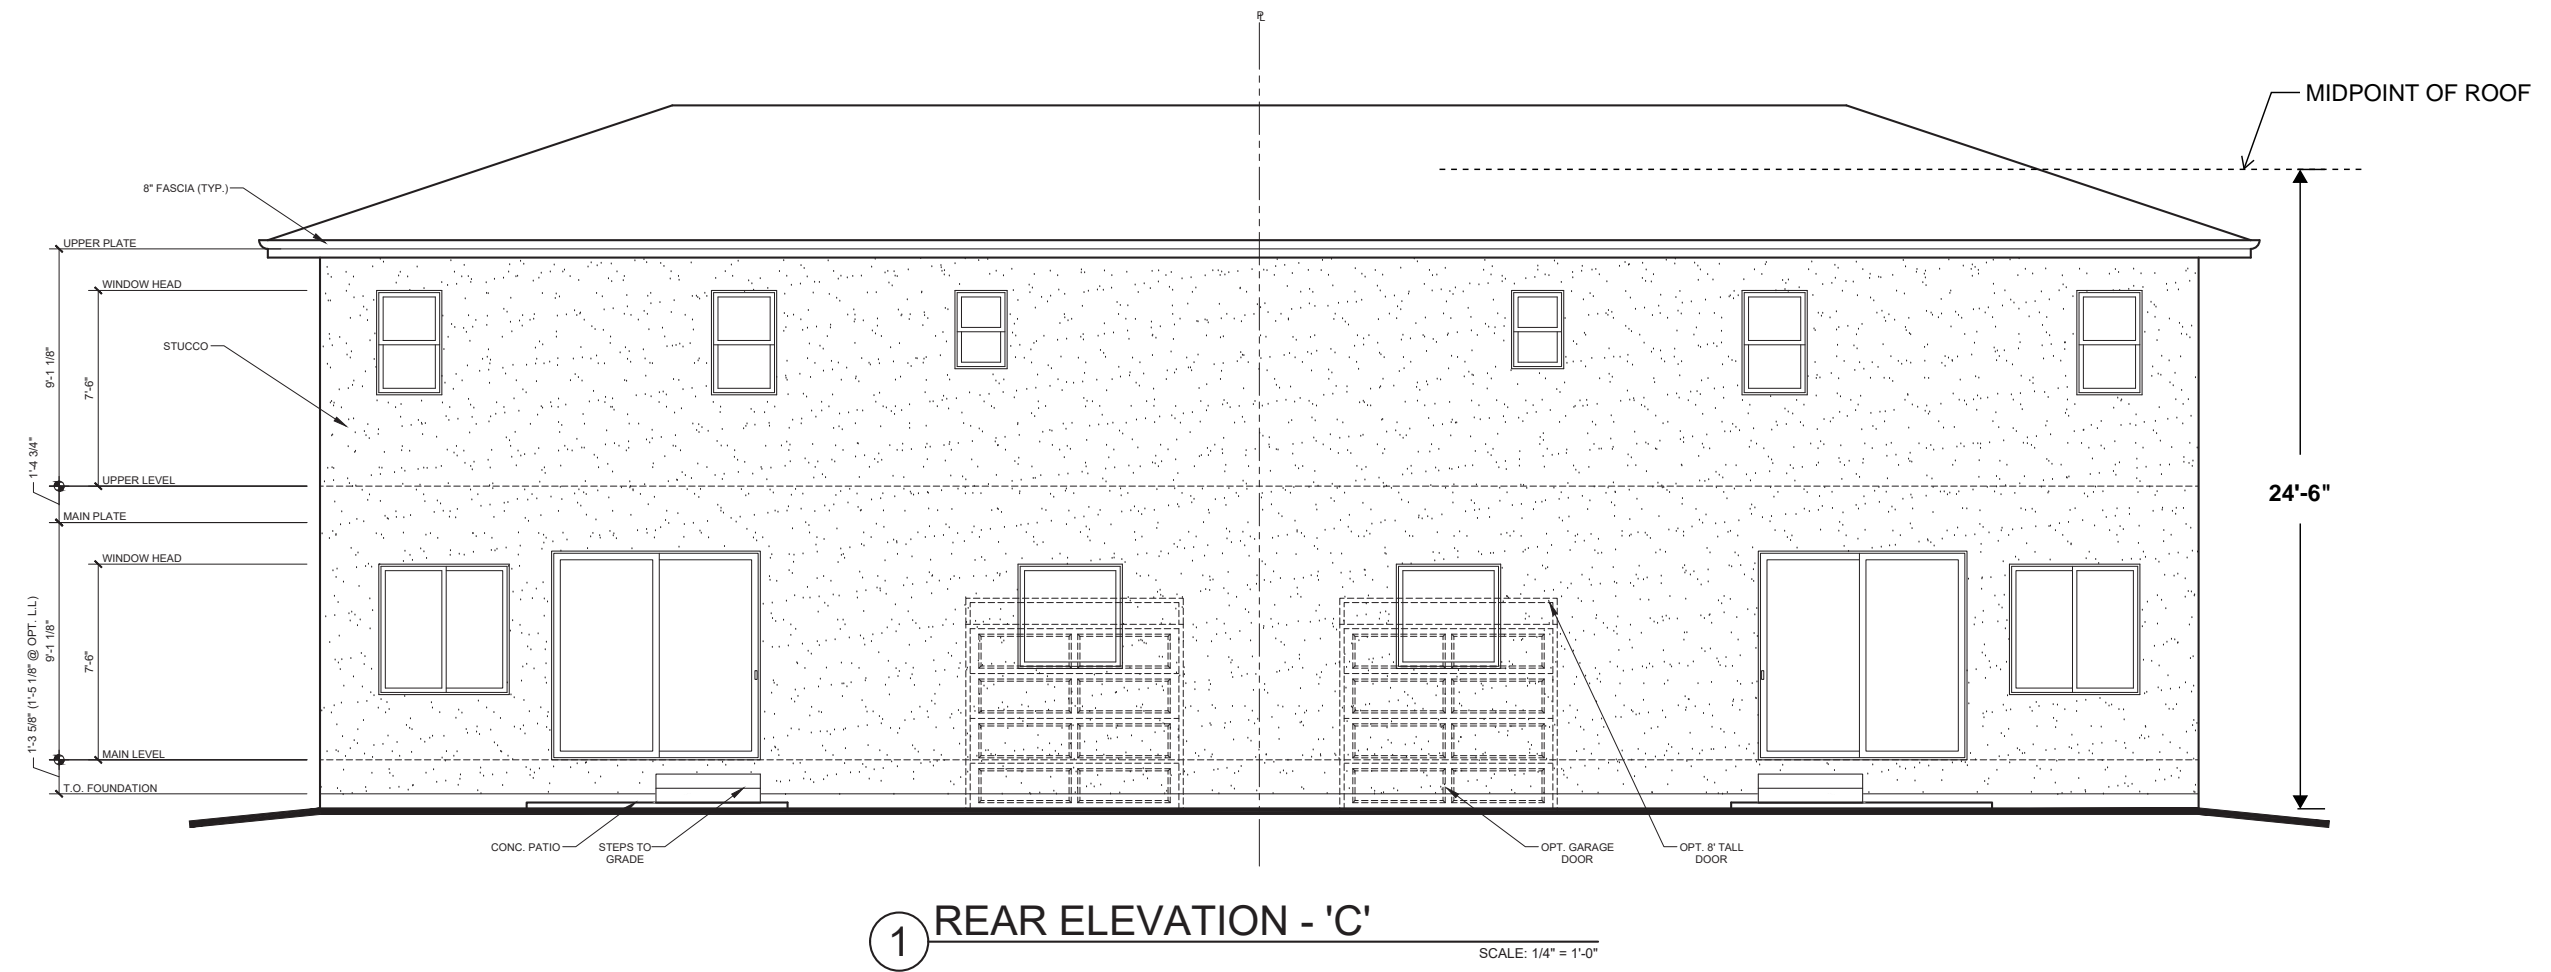 PL
MIDPOINT OF ROOF
8" FASCIA (TYP.)
UPPER PLATE
WINDOW HEAD
STUCCO
9'-1 1/8"
7'-6"
1'-4 3/4"
UPPER LEVEL
24'-6"
MAIN PLATE
WINDOW HEAD
1'-3 5/8" (1'-5 1/8" @ OPT. L.L)
9'-1 1/8"
7'-6"
MAIN LEVEL
T.O. FOUNDATION
CONC. PATIO
STEPS TO
GRADE
OPT. GARAGE
DOOR
OPT. 8' TALL
DOOR
1
REAR ELEVATION - 'C'
SCALE: 1/4" = 1'-0"